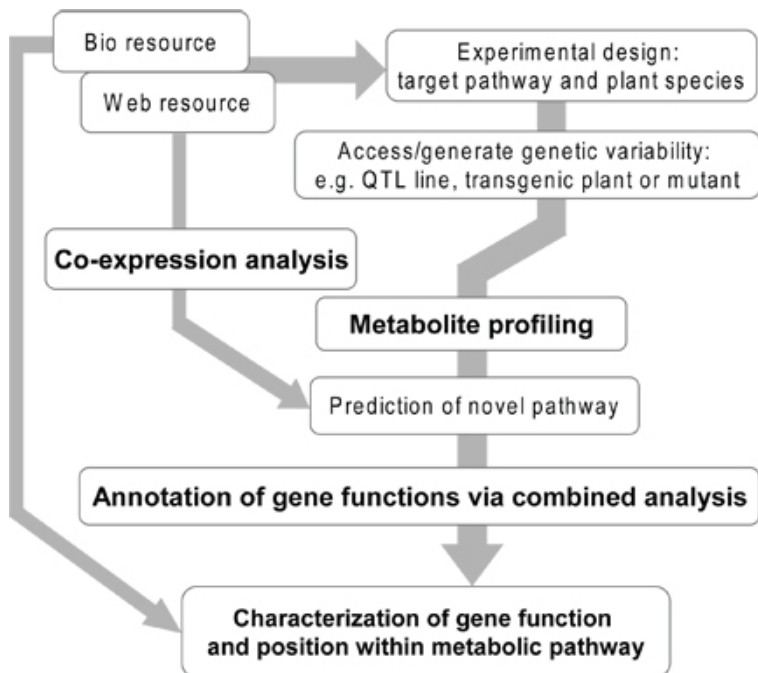 Bio resource
Web resource
Experimental design:
target pathway and plant species
Access/generate genetic variability:
e.g. QTL line, transgenic plant or mutant
Co-expression analysis
Metabolite profiling
Prediction of novel pathway
Annotation of gene functions via combined analysis
Characterization of gene function
and position within metabolic pathway